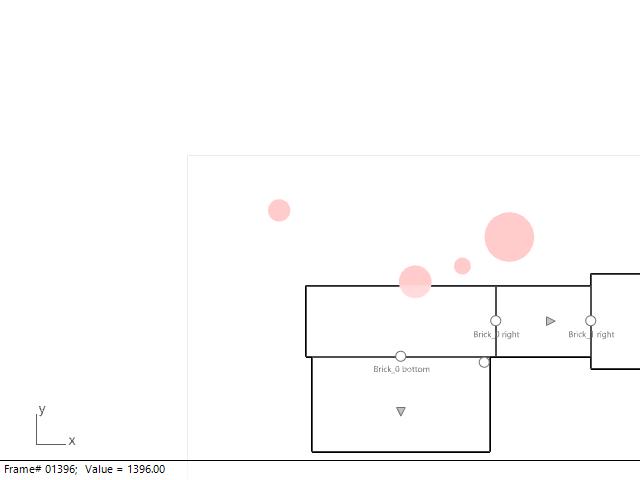 Brick_0 right
Brick_ right
Brick_0 bottom
y
x
Frame# 01396; Value = 1396.00